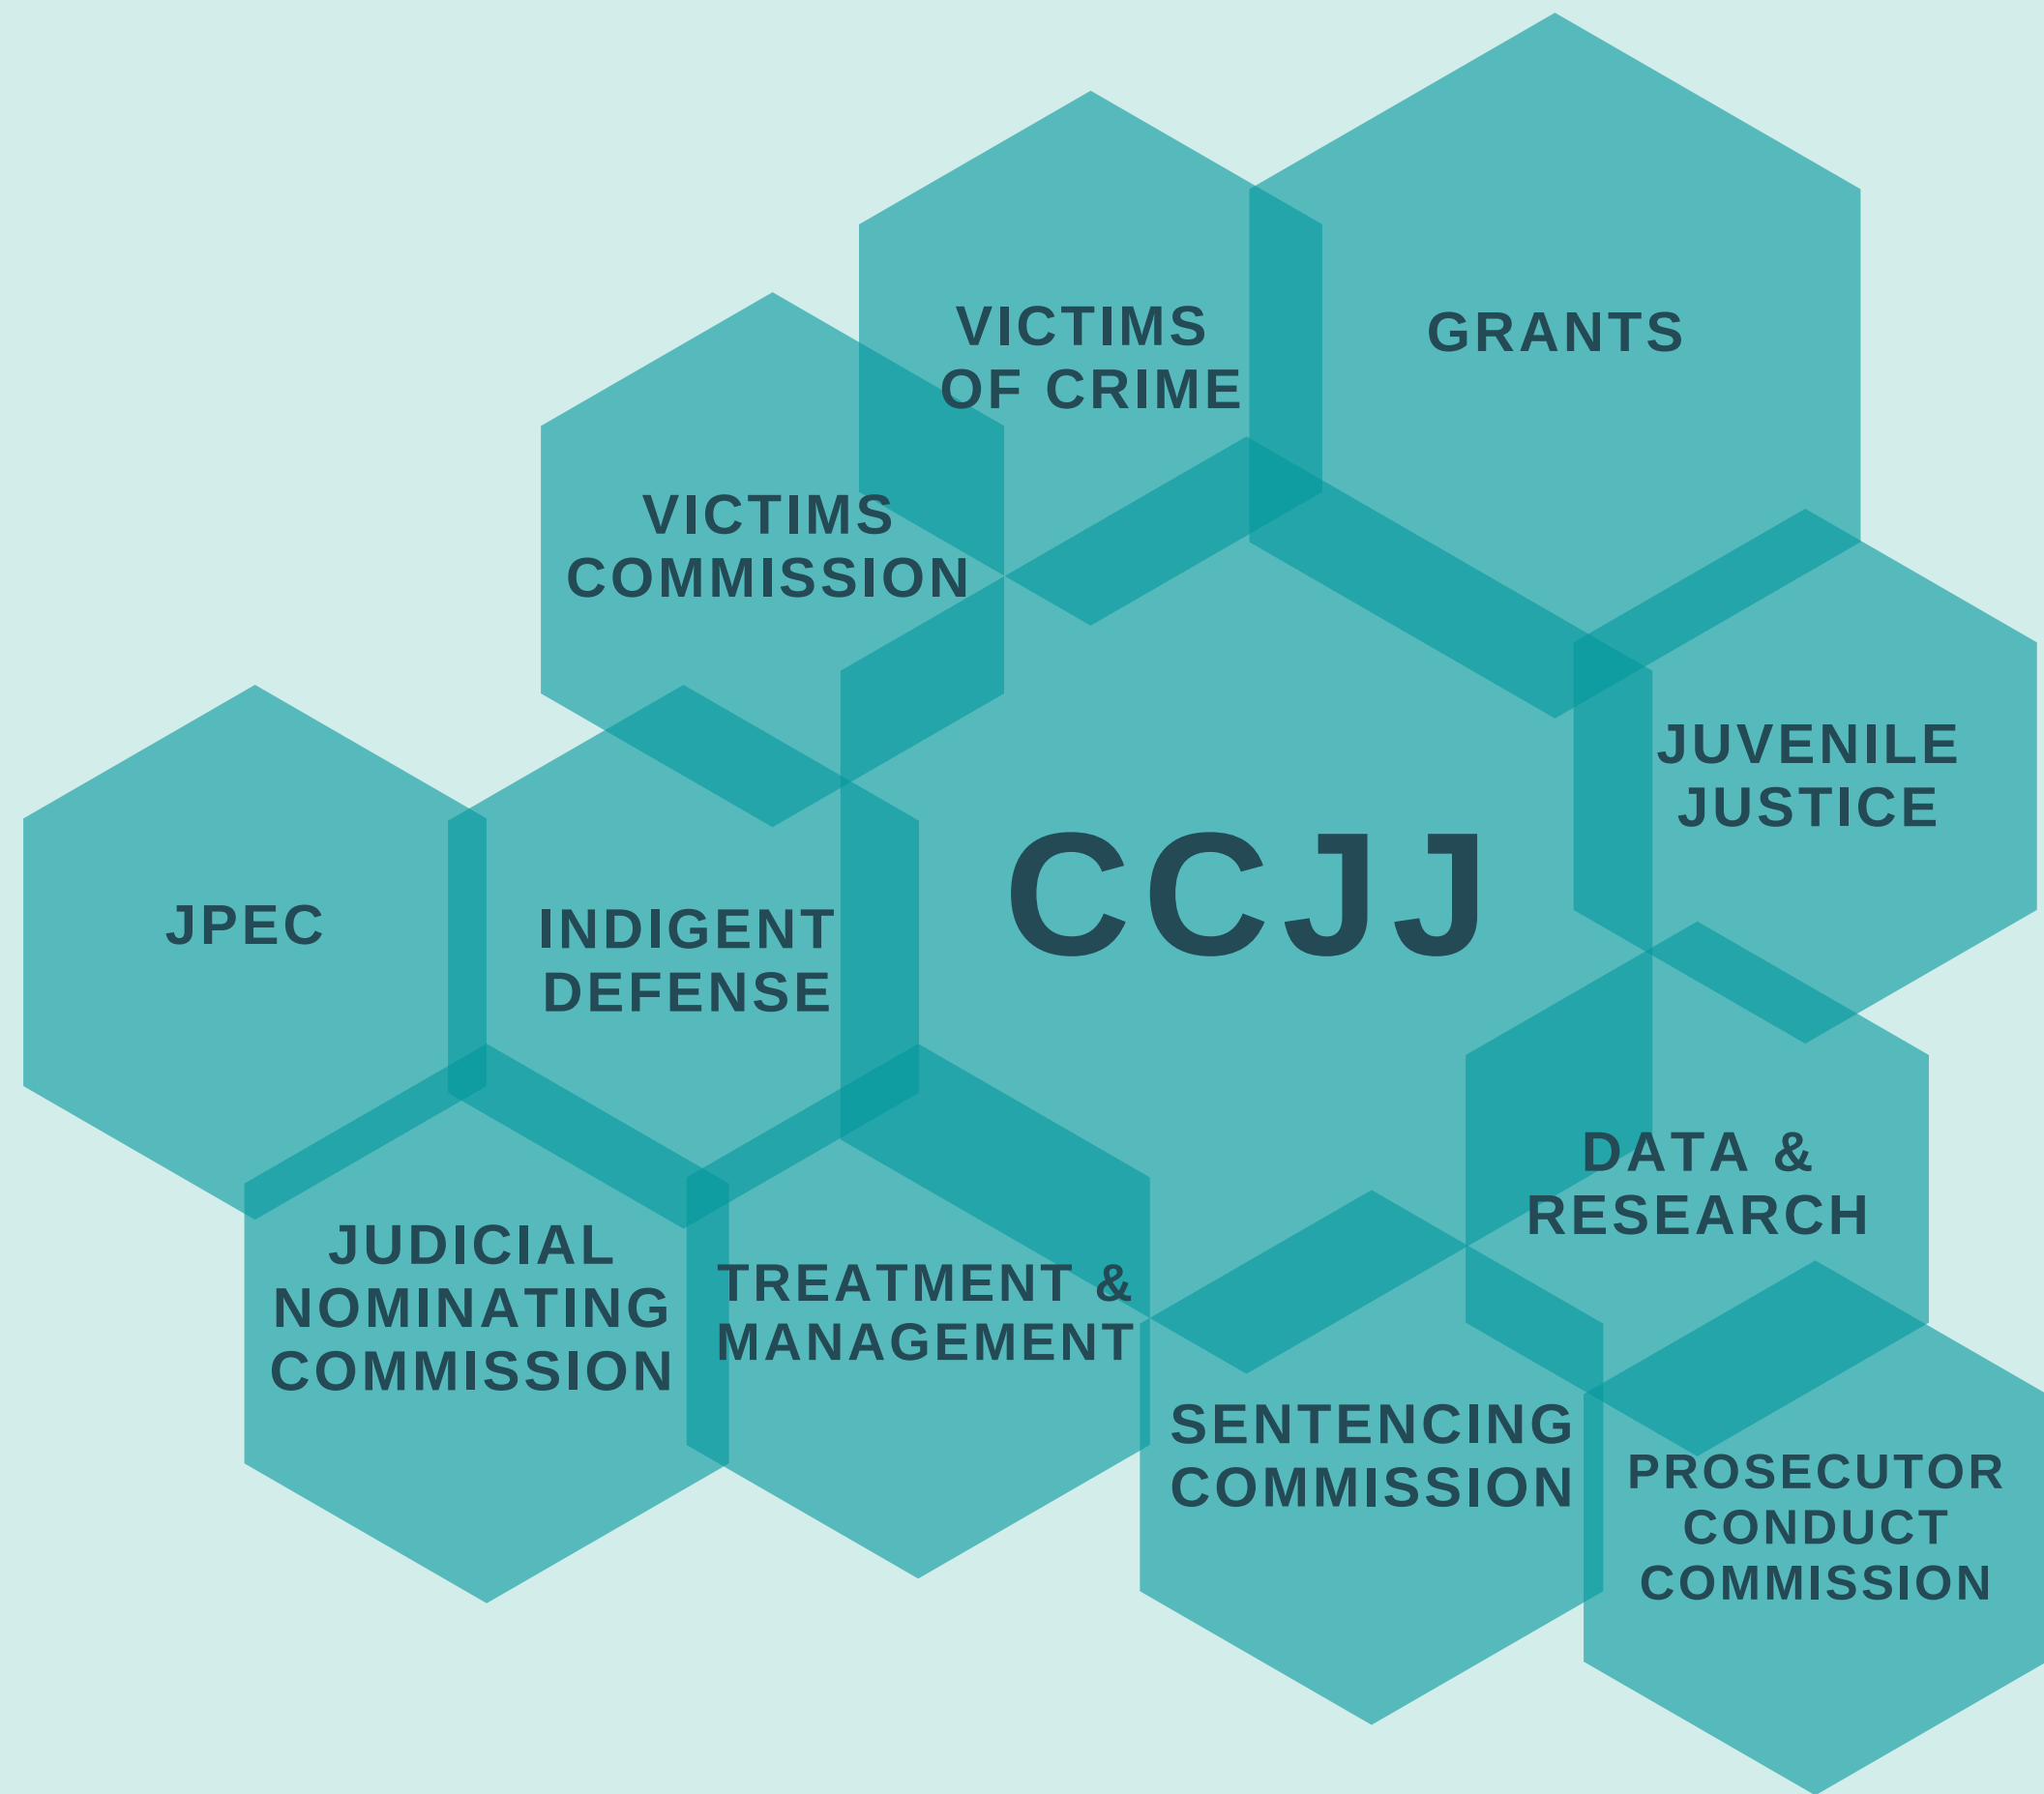 VICTIMS
OF CRIME
GRANTS
VICTIMS
COMMISSION
JUVENILE
JUSTICE
CCJJ
JPEC
INDIGENT
DEFENSE
DATA &
RESEARCH
JUDICIAL
NOMINATING
COMMISSION
TREATMENT &
MANAGEMENT
SENTENCING
COMMISSION
PROSECUTOR
CONDUCT
COMMISSION